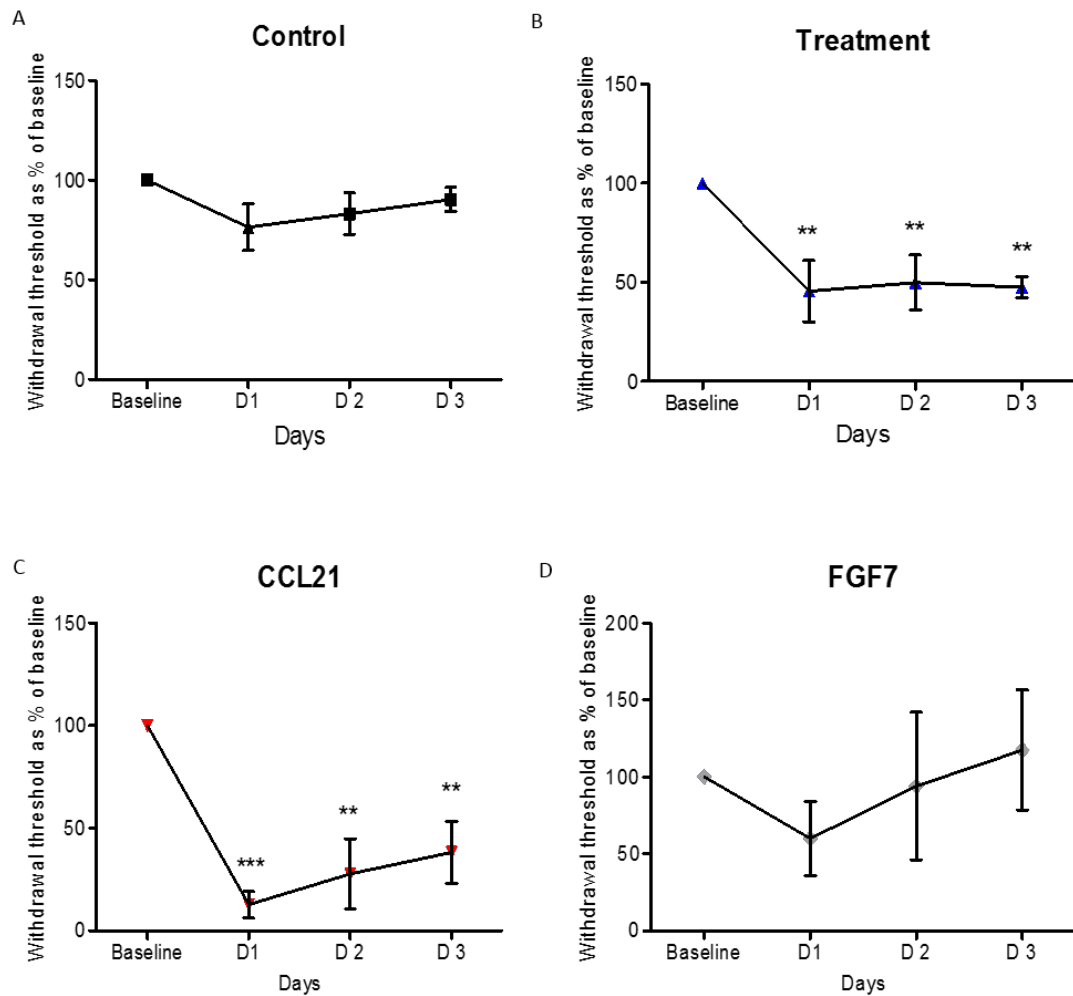 A
Control
Withdrawal threshold as % of baseline
150
100
50
0
Baseline
D1
D 2
D 3
Days
B
Treatment
Withdrawal threshold as % of baseline
150
100
50
0
**
**
**
Baseline
D1
D 2
D 3
Days
C
CCL21
Withdrawal threshold as % of baseline
150
100
50
0
***
**
**
Baseline
D1
D 2
D 3
Days
D
FGF7
Withdrawal threshold as % of baseline
200
150
100
50
0
Baseline
D1
D 2
D 3
Days